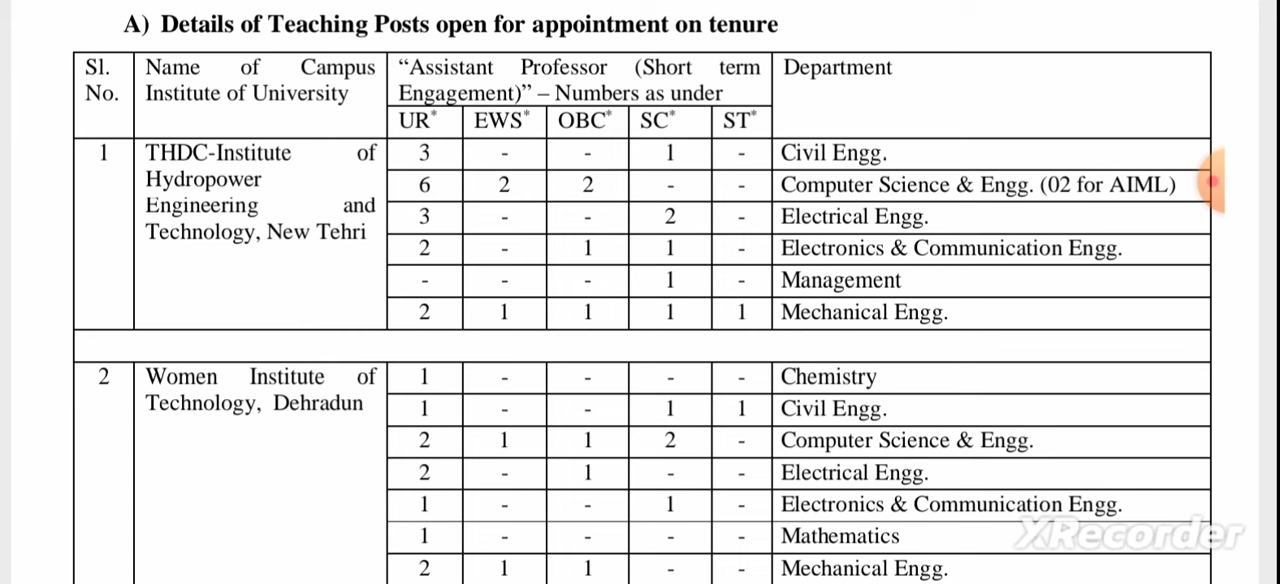 A) Details of Teaching Posts open for appointment on tenure
Sl. No. Name of Campus Institute of University “Assistant Professor (Short term Engagement)” – Numbers as under Department
UR* EWS* OBC* SC* ST*
1 THDC-Institute of Hydropower Engineering and Technology, New Tehri
3 - - 1 - Civil Engg.
6 2 2 - - Computer Science & Engg. (02 for AIML)
3 - - 2 - Electrical Engg.
2 - 1 1 - Electronics & Communication Engg.
- - - 1 - Management
2 1 1 1 1 Mechanical Engg.
2 Women Institute of Technology, Dehradun
1 - - - - Chemistry
1 - - 1 1 Civil Engg.
2 1 1 2 - Computer Science & Engg.
2 - 1 - - Electrical Engg.
1 - - 1 - Electronics & Communication Engg.
1 - - - - Mathematics
2 1 1 - - Mechanical Engg.
XRecorder